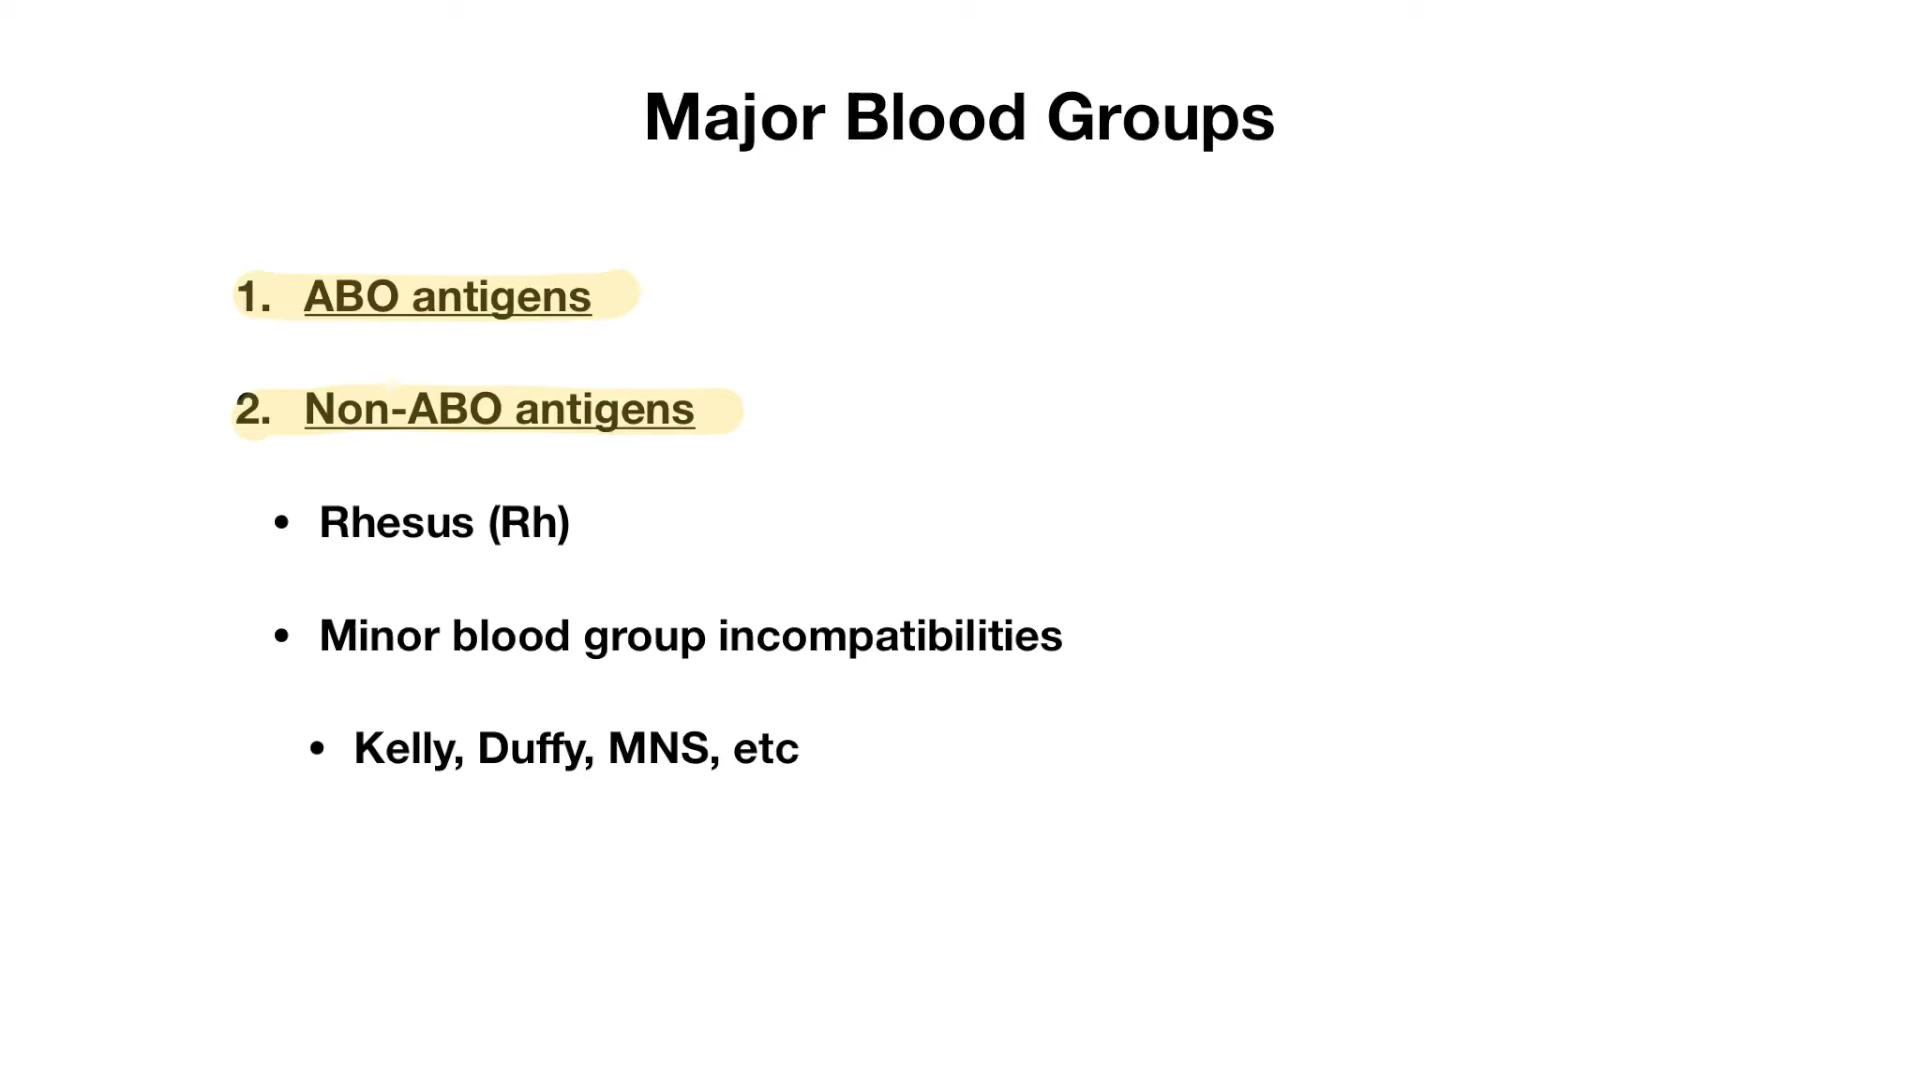 Major Blood Groups
1. ABO antigens
2. Non-ABO antigens
• Rhesus (Rh)
• Minor blood group incompatibilities
• Kelly, Duffy, MNS, etc